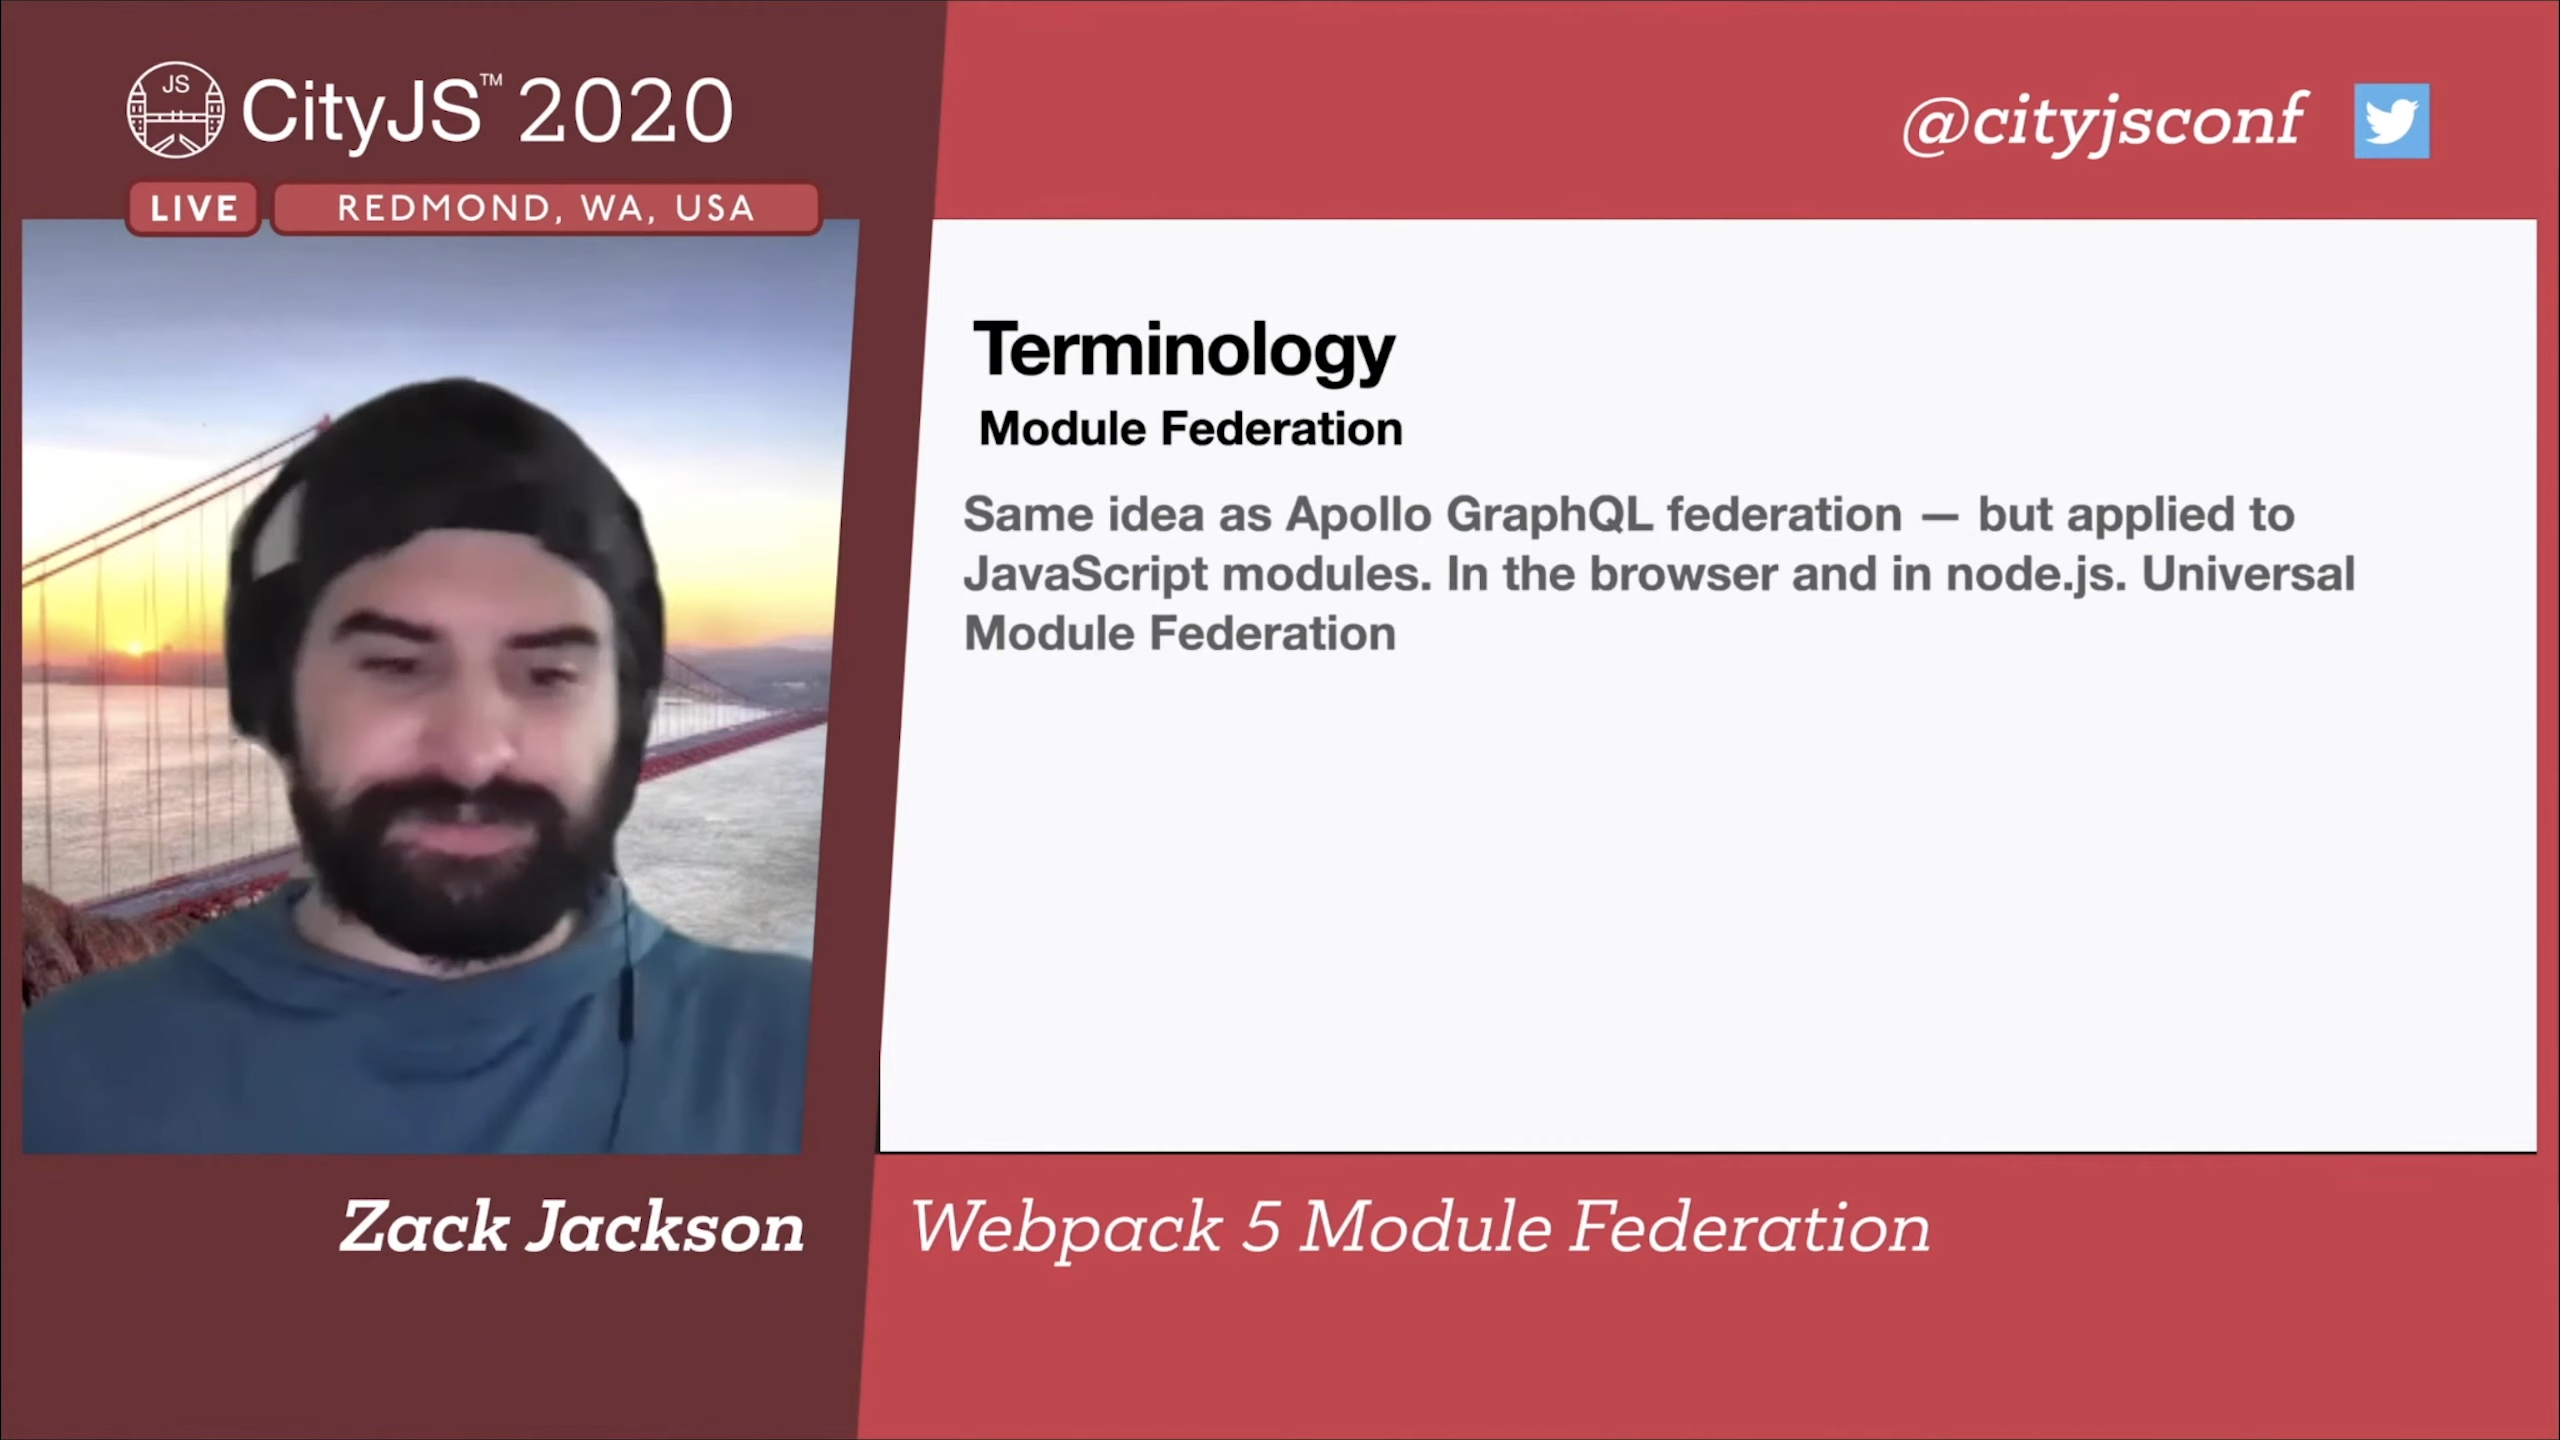 JS
CityJS™ 2020
@cityjsconf
LIVE
REDMOND, WA, USA
Terminology
Module Federation
Same idea as Apollo GraphQL federation — but applied to
JavaScript modules. In the browser and in node.js. Universal
Module Federation
Zack Jackson
Webpack 5 Module Federation